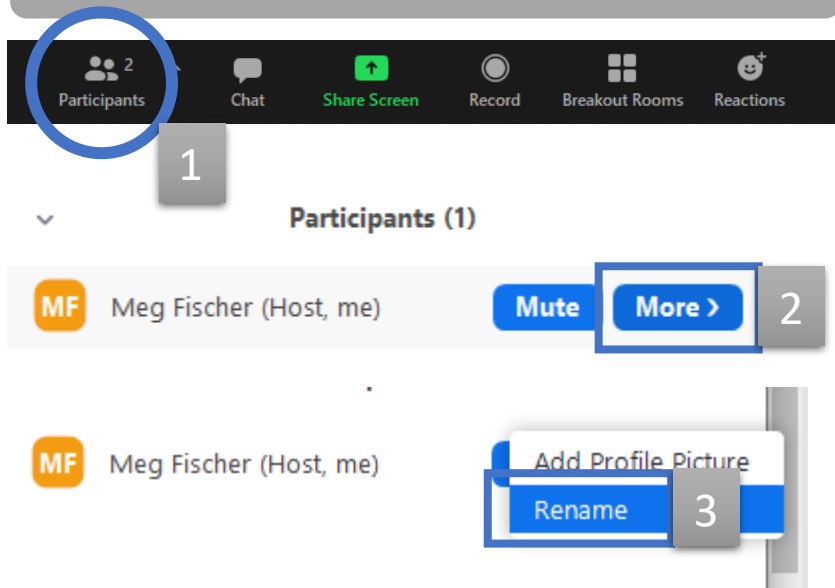 2
Participants
Chat
Share Screen
Record
Breakout Rooms
Reactions
1
Participants (1)
MF Meg Fischer (Host, me) Mute More > 2
MF Meg Fischer (Host, me) Add Profile Picture
Rename 3